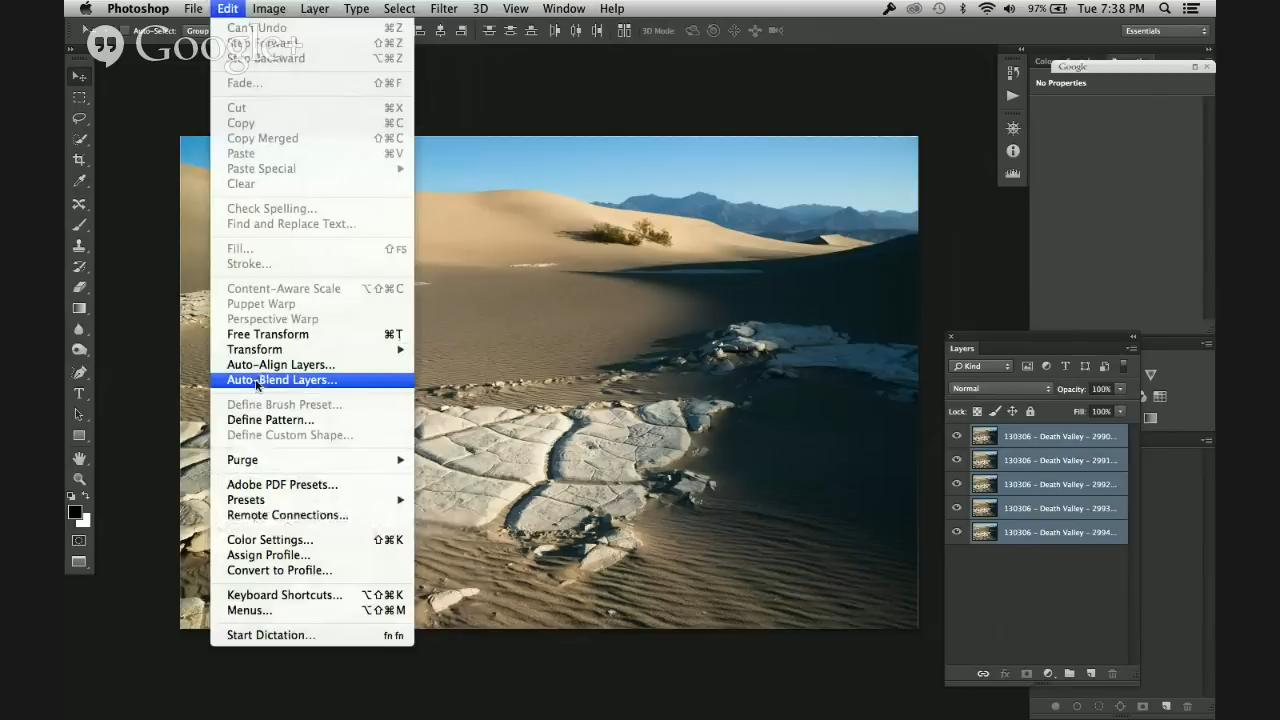 Photoshop File Edit Image Layer Type Select Filter 3D View Window Help 97% Tue 7:38 PM
Auto-Select: Group 3D Mode: Essentials
Google+
Can't Undo ⌘Z
Step Forward ⇧⌘Z
Step Backward ⌥⌘Z
Fade... ⇧⌘F
Cut ⌘X
Copy ⌘C
Copy Merged ⇧⌘C
Paste ⌘V
Paste Special
Clear
Check Spelling...
Find and Replace Text...
Fill... ⇧F5
Stroke...
Content-Aware Scale ⌥⇧⌘C
Puppet Warp
Perspective Warp
Free Transform ⌘T
Transform
Auto-Align Layers...
Auto-Blend Layers...
Define Brush Preset...
Define Pattern...
Define Custom Shape...
Purge
Adobe PDF Presets...
Presets
Remote Connections...
Color Settings... ⇧⌘K
Assign Profile...
Convert to Profile...
Keyboard Shortcuts... ⌥⇧⌘K
Menus... ⌥⇧⌘M
Start Dictation... fn fn
Google
No Properties
Layers
Kind
Normal Opacity: 100%
Lock: Fill: 100%
130306 - Death Valley - 2990...
130306 - Death Valley - 2991...
130306 - Death Valley - 2992...
130306 - Death Valley - 2993...
130306 - Death Valley - 2994...